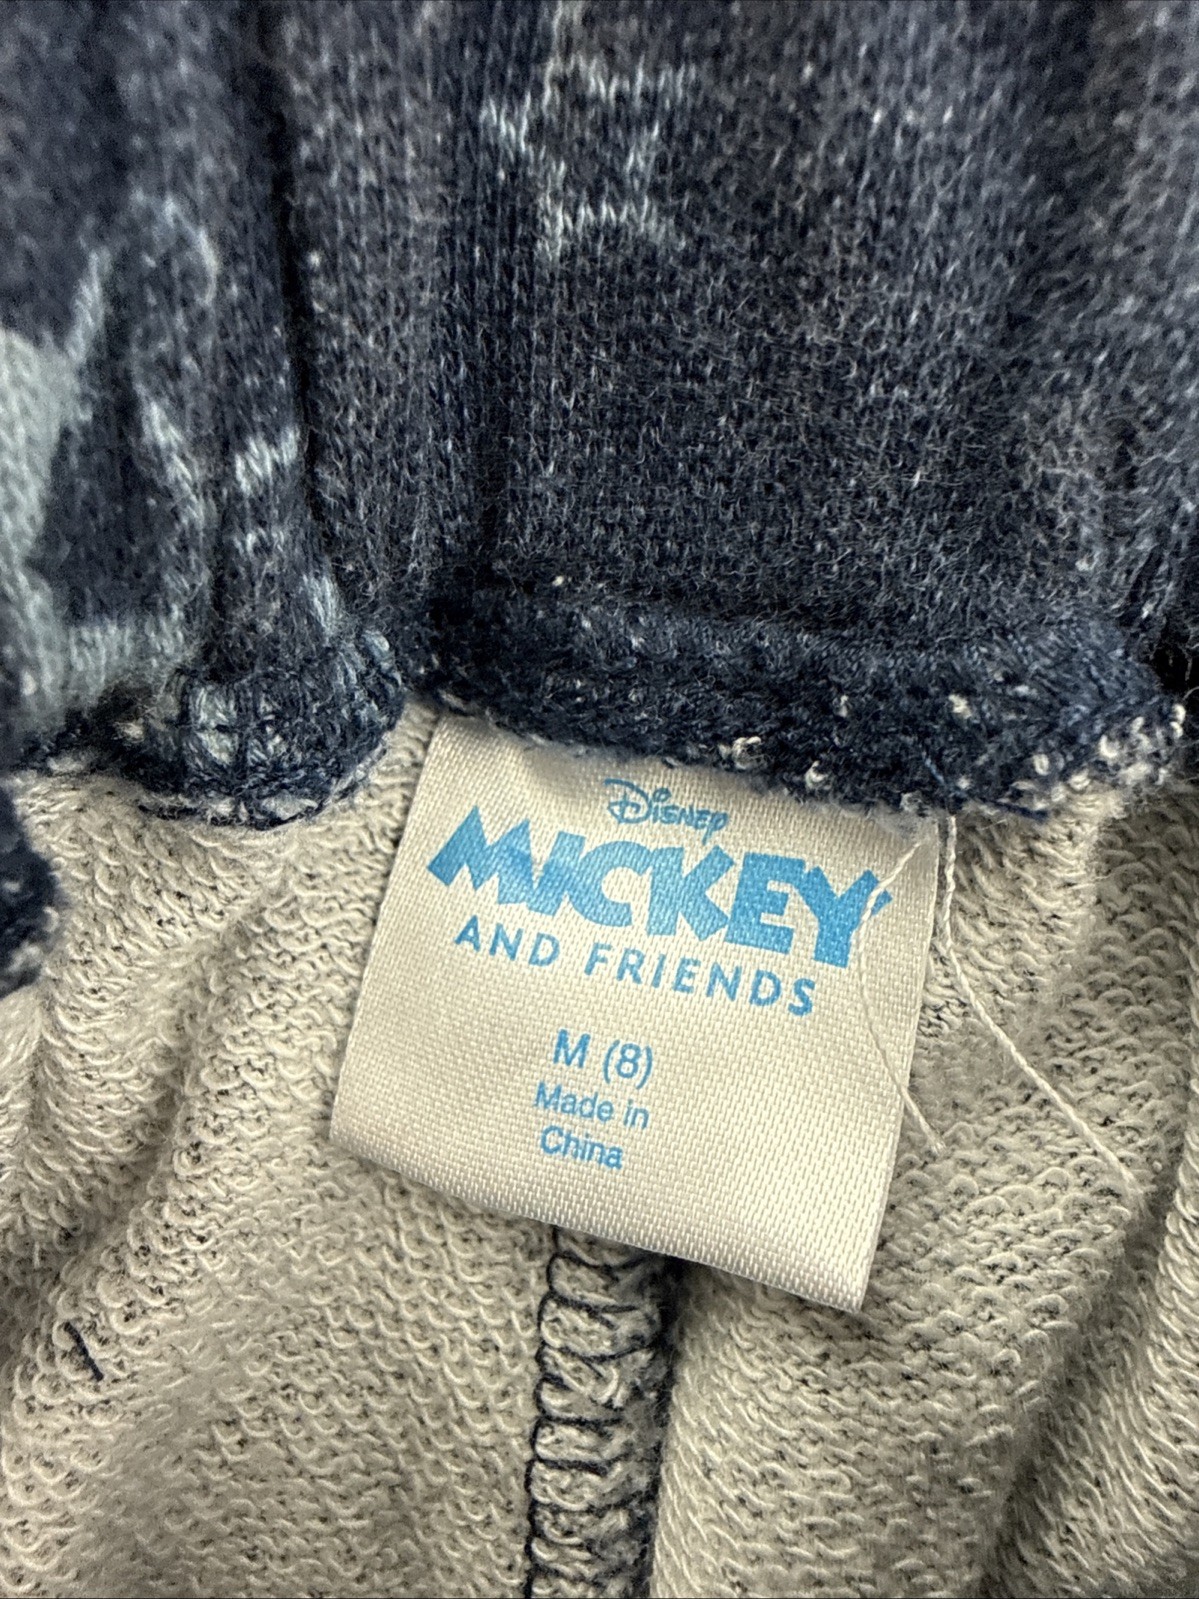 Disney
MICKEY
AND FRIENDS
M (8)
Made in
China